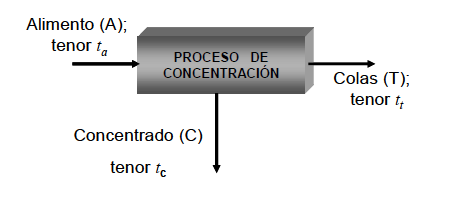 Alimento (A);
tenor ta
PROCESO DE
CONCENTRACIÓN
Colas (T);
tenor tt
Concentrado (C)
tenor tc